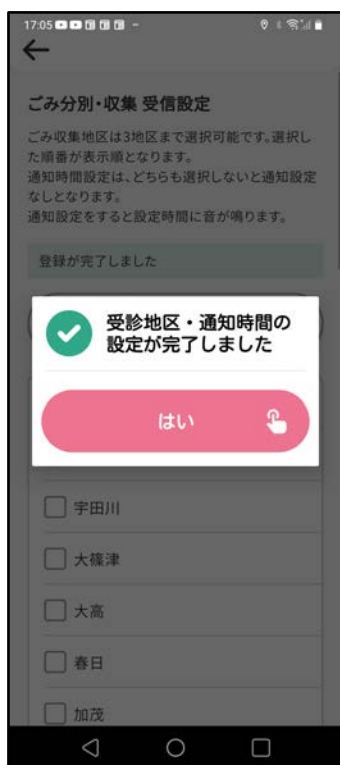 17:05
ごみ分別・収集 受信設定
ごみ収集地区は3地区まで選択可能です。選択し
た順番が表示順となります。
通知時間設定は、どちらも選択しないと通知設定
なしとなります。
通知設定をすると設定時間に音が鳴ります。
登録が完了しました
受診地区・通知時間の
設定が完了しました
はい
宇田川
大篠津
大高
春日
加茂